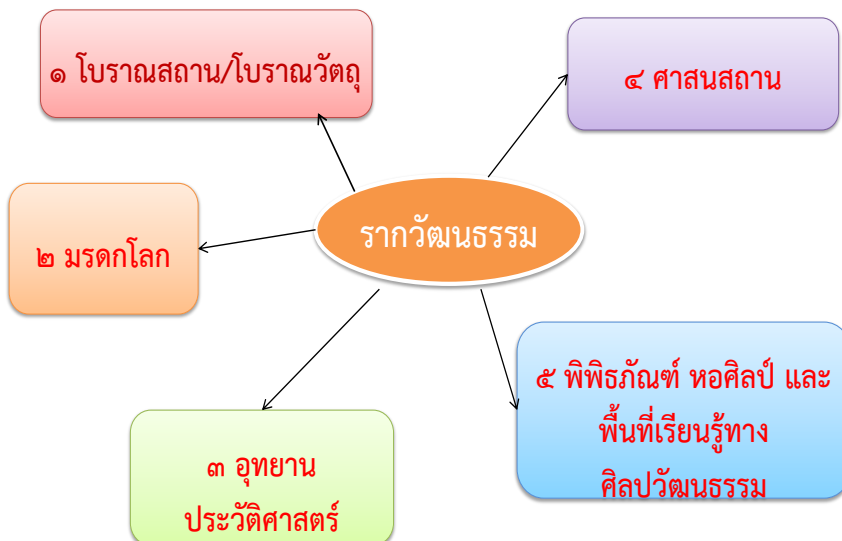 ๑ โบราณสถาน/โบราณวัตถุ
๔ ศาสนสถาน
รากวัฒนธรรม
๒ มรดกโลก
๕ พิพิธภัณฑ์ หอศิลป์ และ
พื้นที่เรียนรู้ทาง
ศิลปวัฒนธรรม
๓ อุทยาน
ประวัติศาสตร์